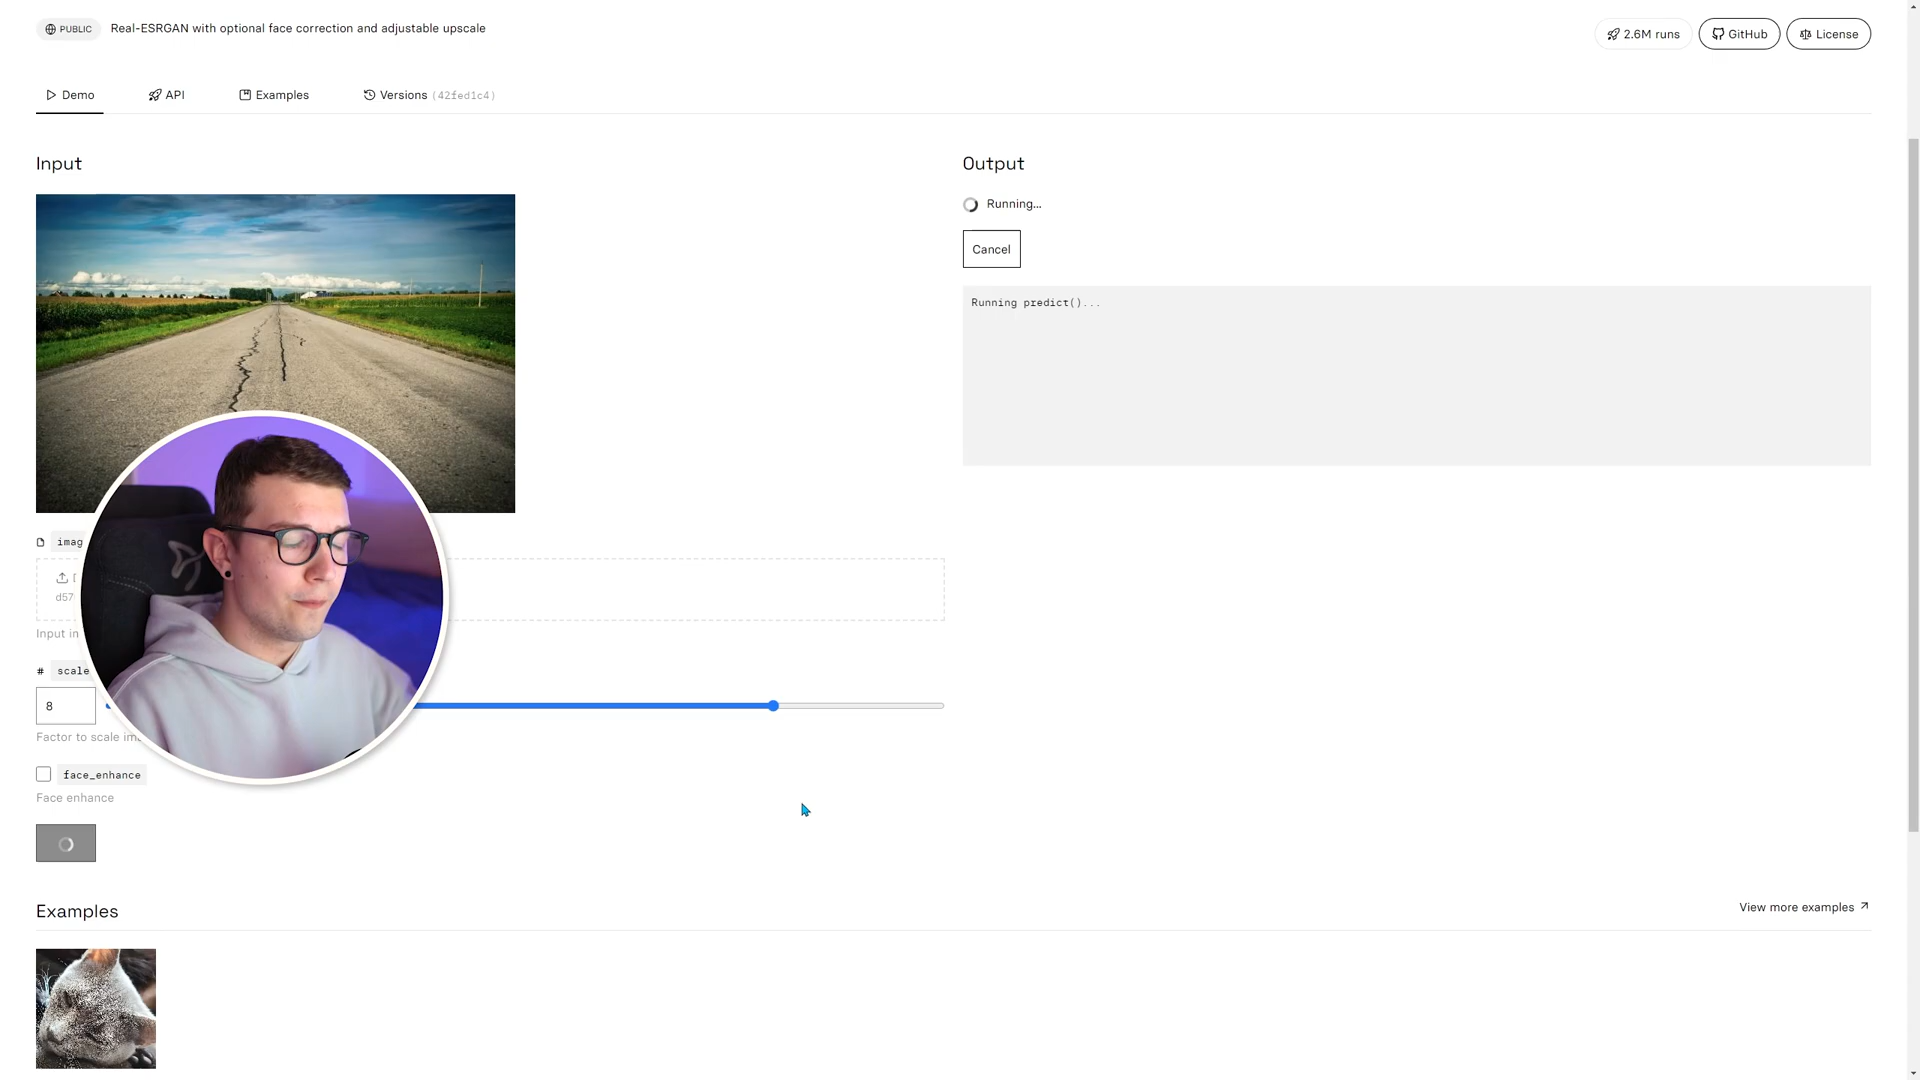 PUBLIC
Real-ESRGAN with optional face correction and adjustable upscale
2.6M runs
GitHub
License
Demo
API
Examples
Versions (42fed1c4)
Input
Output
Running...
Cancel
Running predict()...
imag
d57
Input in
# scale
8
Factor to scale ima
face_enhance
Face enhance
Examples
View more examples